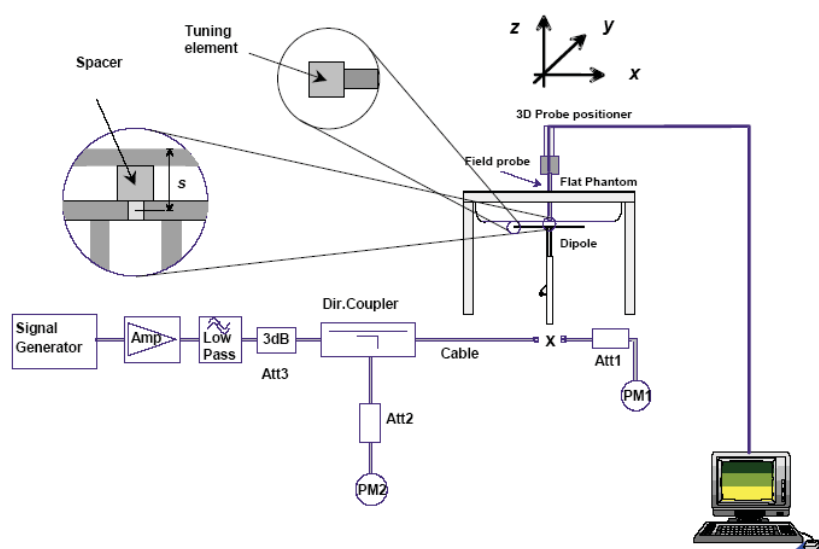 z
y
x
Tuning
element
Spacer
3D Probe positioner
Field probe
Flat Phantom
s
Dipole
Dir.Coupler
Signal
Generator
Amp
Low
Pass
3dB
Att3
Cable
x
Att1
PM1
Att2
PM2